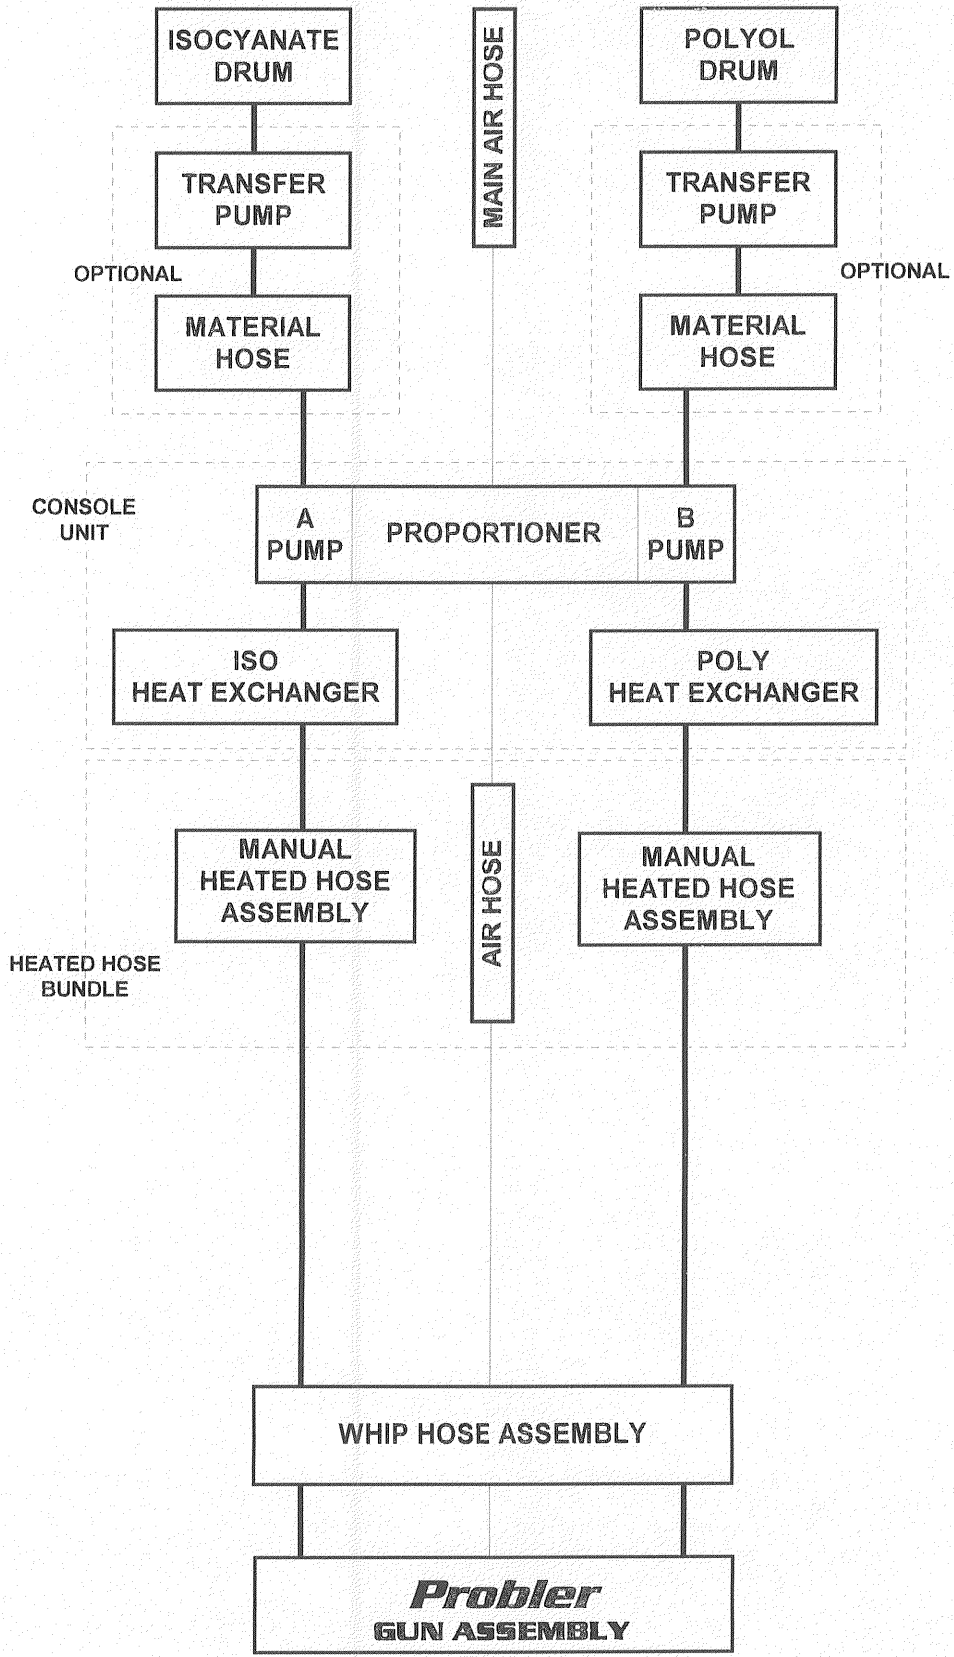 ISOCYANATE
DRUM
MAIN AIR HOSE
POLYOL
DRUM
TRANSFER
PUMP
TRANSFER
PUMP
OPTIONAL
OPTIONAL
MATERIAL
HOSE
MATERIAL
HOSE
CONSOLE
UNIT
A
PUMP
PROPORTIONER
B
PUMP
ISO
HEAT EXCHANGER
POLY
HEAT EXCHANGER
MANUAL
HEATED HOSE
ASSEMBLY
AIR HOSE
MANUAL
HEATED HOSE
ASSEMBLY
HEATED HOSE
BUNDLE
WHIP HOSE ASSEMBLY
Probler
GUN ASSEMBLY